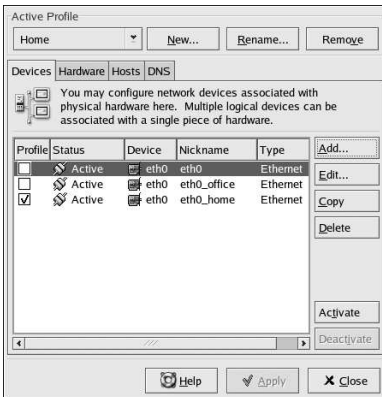 Active Profile
Home New... Rename... Remove
Devices Hardware Hosts DNS
You may configure network devices associated with
physical hardware here. Multiple logical devices can be
associated with a single piece of hardware.
Profile Status Device Nickname Type
Active eth0 eth0 Ethernet
Active eth0 eth0_office Ethernet
Active eth0 eth0_home Ethernet
Add...
Edit...
Copy
Delete
Activate
Deactivate
Help Apply Close